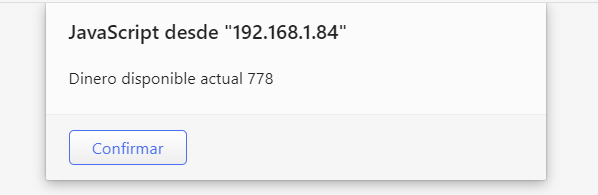 JavaScript desde "192.168.1.84"
Dinero disponible actual 778
Confirmar